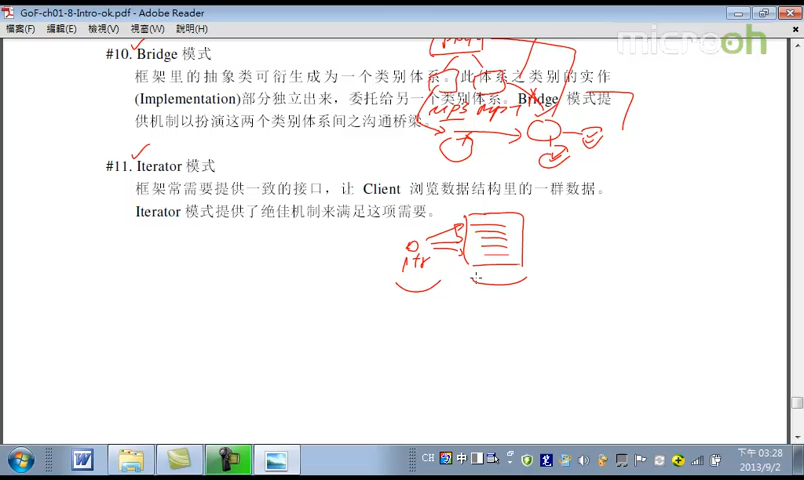 GoF-ch01-8-Intro-ok.pdf - Adobe Reader
檔案(F) 編輯(E) 檢視(V) 視窗(W) 說明(H)
microoh
#10. Bridge 模式
框架里的抽象类可衍生成为一个类别体系。此体系之类别的实作
(Implementation)部分独立出来，委托给另一个类别体系。Bridge 模式提
mp3
供机制以扮演这两个类别体系间之沟通桥梁。
#11. Iterator 模式
框架常需要提供一致的接口，让 Client 浏览数据结构里的一群数据。
Iterator 模式提供了绝佳机制来满足这项需要。
itr
CH 中
下午 03:28
2013/9/2